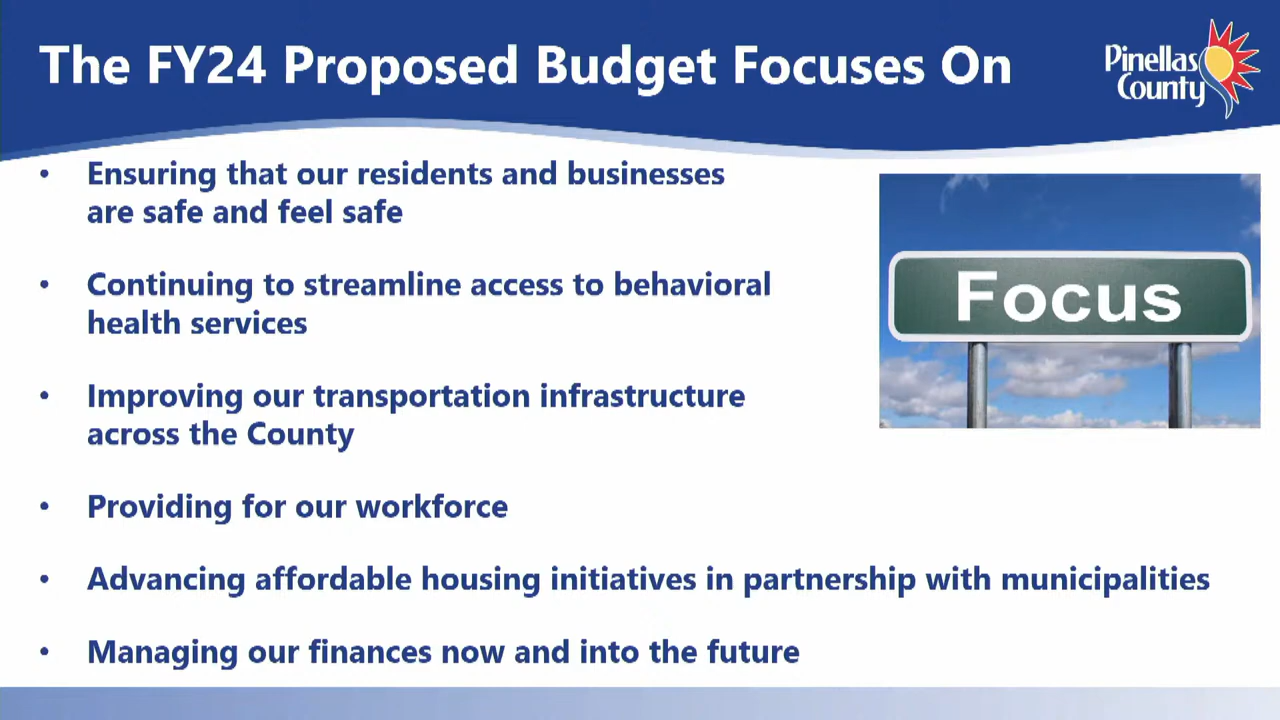 The FY24 Proposed Budget Focuses On
Pinellas
County
• Ensuring that our residents and businesses
are safe and feel safe
• Continuing to streamline access to behavioral
health services
• Improving our transportation infrastructure
across the County
• Providing for our workforce
• Advancing affordable housing initiatives in partnership with municipalities
• Managing our finances now and into the future
Focus